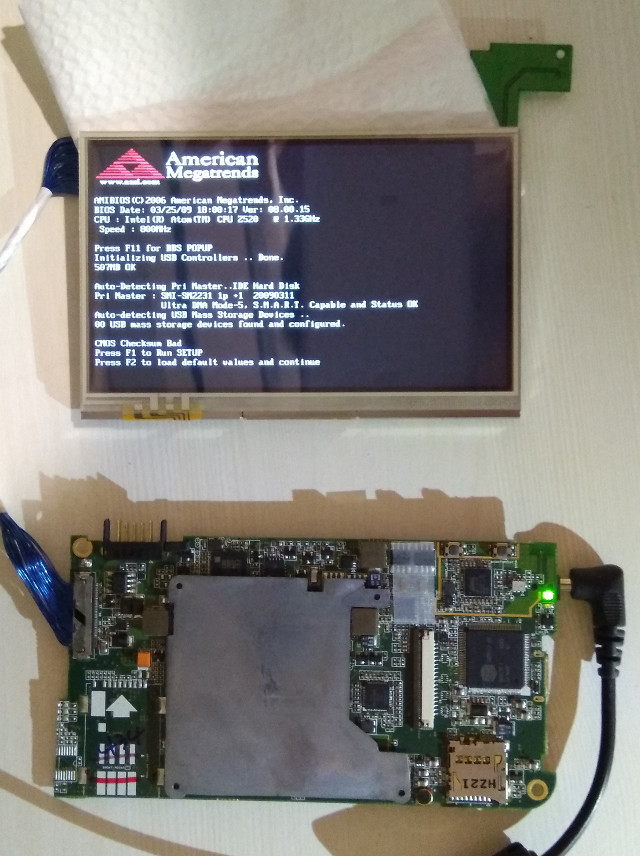 American
Megatrends
www.ami.com
AMIBIOS(C)2006 American Megatrends, Inc.
BIOS Date: 03/25/09 18:00:17 Ver: 08.00.15
CPU : Intel(R) Atom(TM) CPU Z520 @ 1.33GHz
Speed : 800MHz
Press F11 for BBS POPUP
Initializing USB Controllers .. Done.
507MB OK
Auto-Detecting Pri Master..IDE Hard Disk
Pri Master : SMI-SM2231 1p +1 20090311
Ultra DMA Mode-5, S.M.A.R.T. Capable and Status OK
Auto-detecting USB Mass Storage Devices ..
00 USB mass storage devices found and configured.
CMOS Checksum Bad
Press F1 to Run SETUP
Press F2 to load default values and continue
HZ21